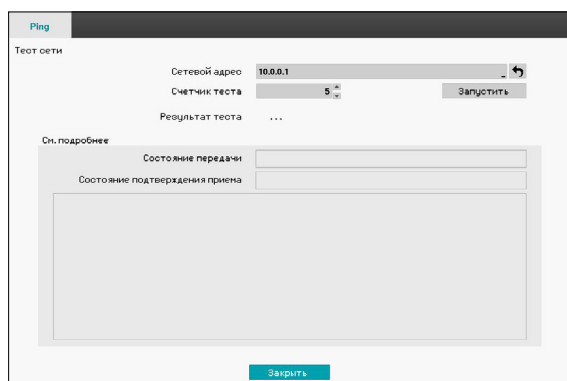 Ping
Тест сети
Сетевой адрес 10.0.0.1 _
Счетчик теста 5 Запустить
Результат теста ...
См. подробнее
Состояние передачи
Состояние подтверждения приема
Закрыть